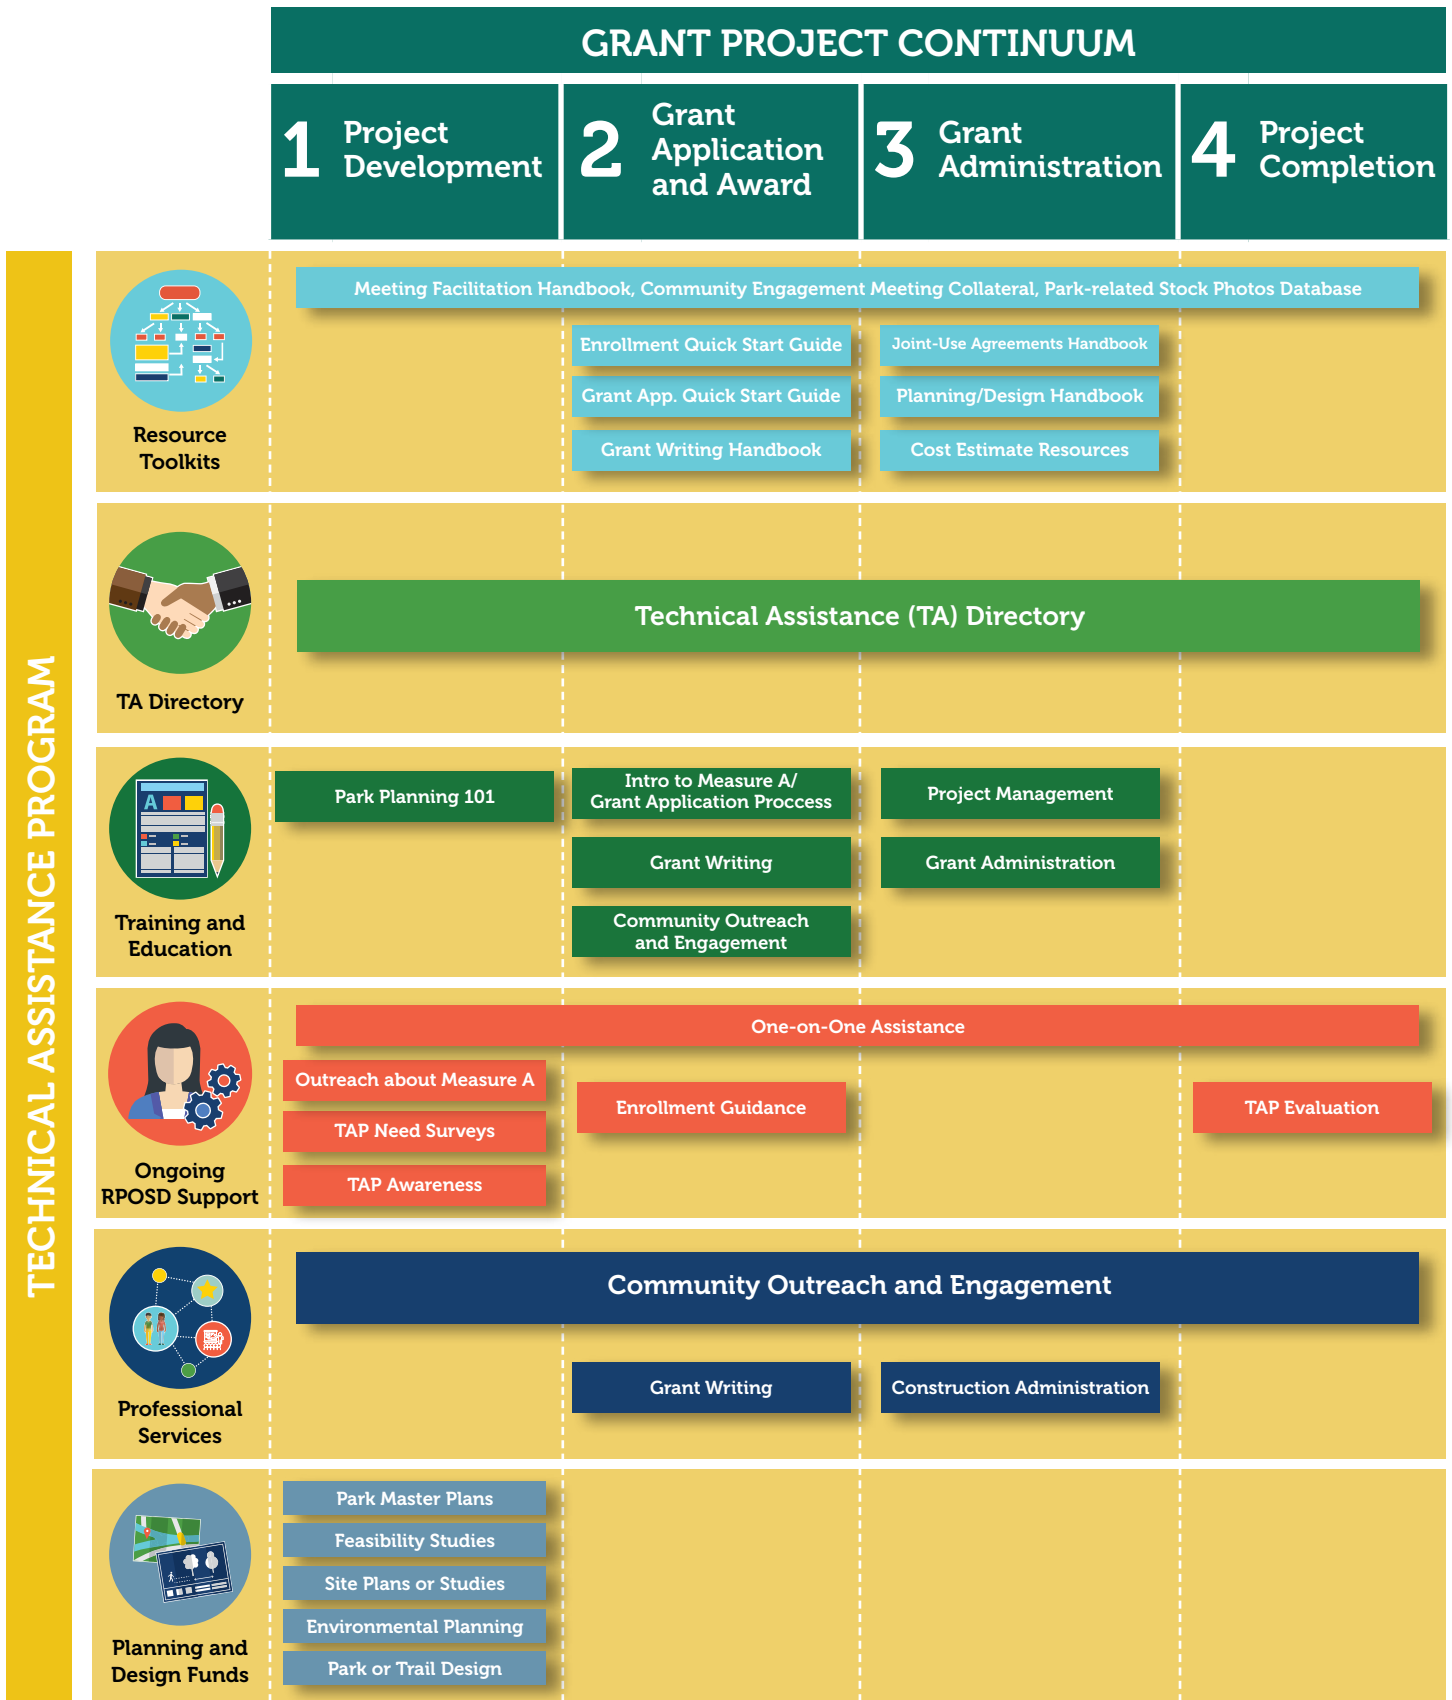 GRANT PROJECT CONTINUUM
1 Project
Development
2 Grant
Application
and Award
3 Grant
Administration
4 Project
Completion
TECHNICAL ASSISTANCE PROGRAM
Resource
Toolkits
Meeting Facilitation Handbook, Community Engagement Meeting Collateral, Park-related Stock Photos Database
Enrollment Quick Start Guide
Grant App. Quick Start Guide
Grant Writing Handbook
Joint-Use Agreements Handbook
Planning/Design Handbook
Cost Estimate Resources
TA Directory
Technical Assistance (TA) Directory
A
Training and
Education
Park Planning 101
Intro to Measure A/
Grant Application Proccess
Grant Writing
Community Outreach
and Engagement
Project Management
Grant Administration
Ongoing
RPOSD Support
One-on-One Assistance
Outreach about Measure A
TAP Need Surveys
TAP Awareness
Enrollment Guidance
TAP Evaluation
Professional
Services
Community Outreach and Engagement
Grant Writing
Construction Administration
Planning and
Design Funds
Park Master Plans
Feasibility Studies
Site Plans or Studies
Environmental Planning
Park or Trail Design